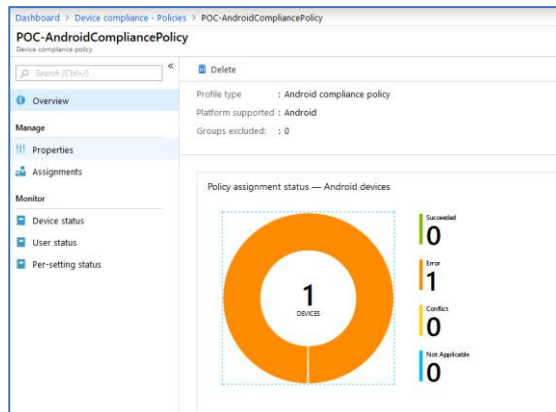 Dashboard > Device compliance - Policies > POC-AndroidCompliancePolicy
POC-AndroidCompliancePolicy
Device compliance policy
Search (Ctrl+/)
«
Overview
Manage
Properties
Assignments
Monitor
Device status
User status
Per-setting status
Delete
Profile type : Android compliance policy
Platform supported : Android
Groups excluded: : 0
Policy assignment status — Android devices
1
DEVICES
Succeeded
0
Error
1
Conflict
0
Not Applicable
0